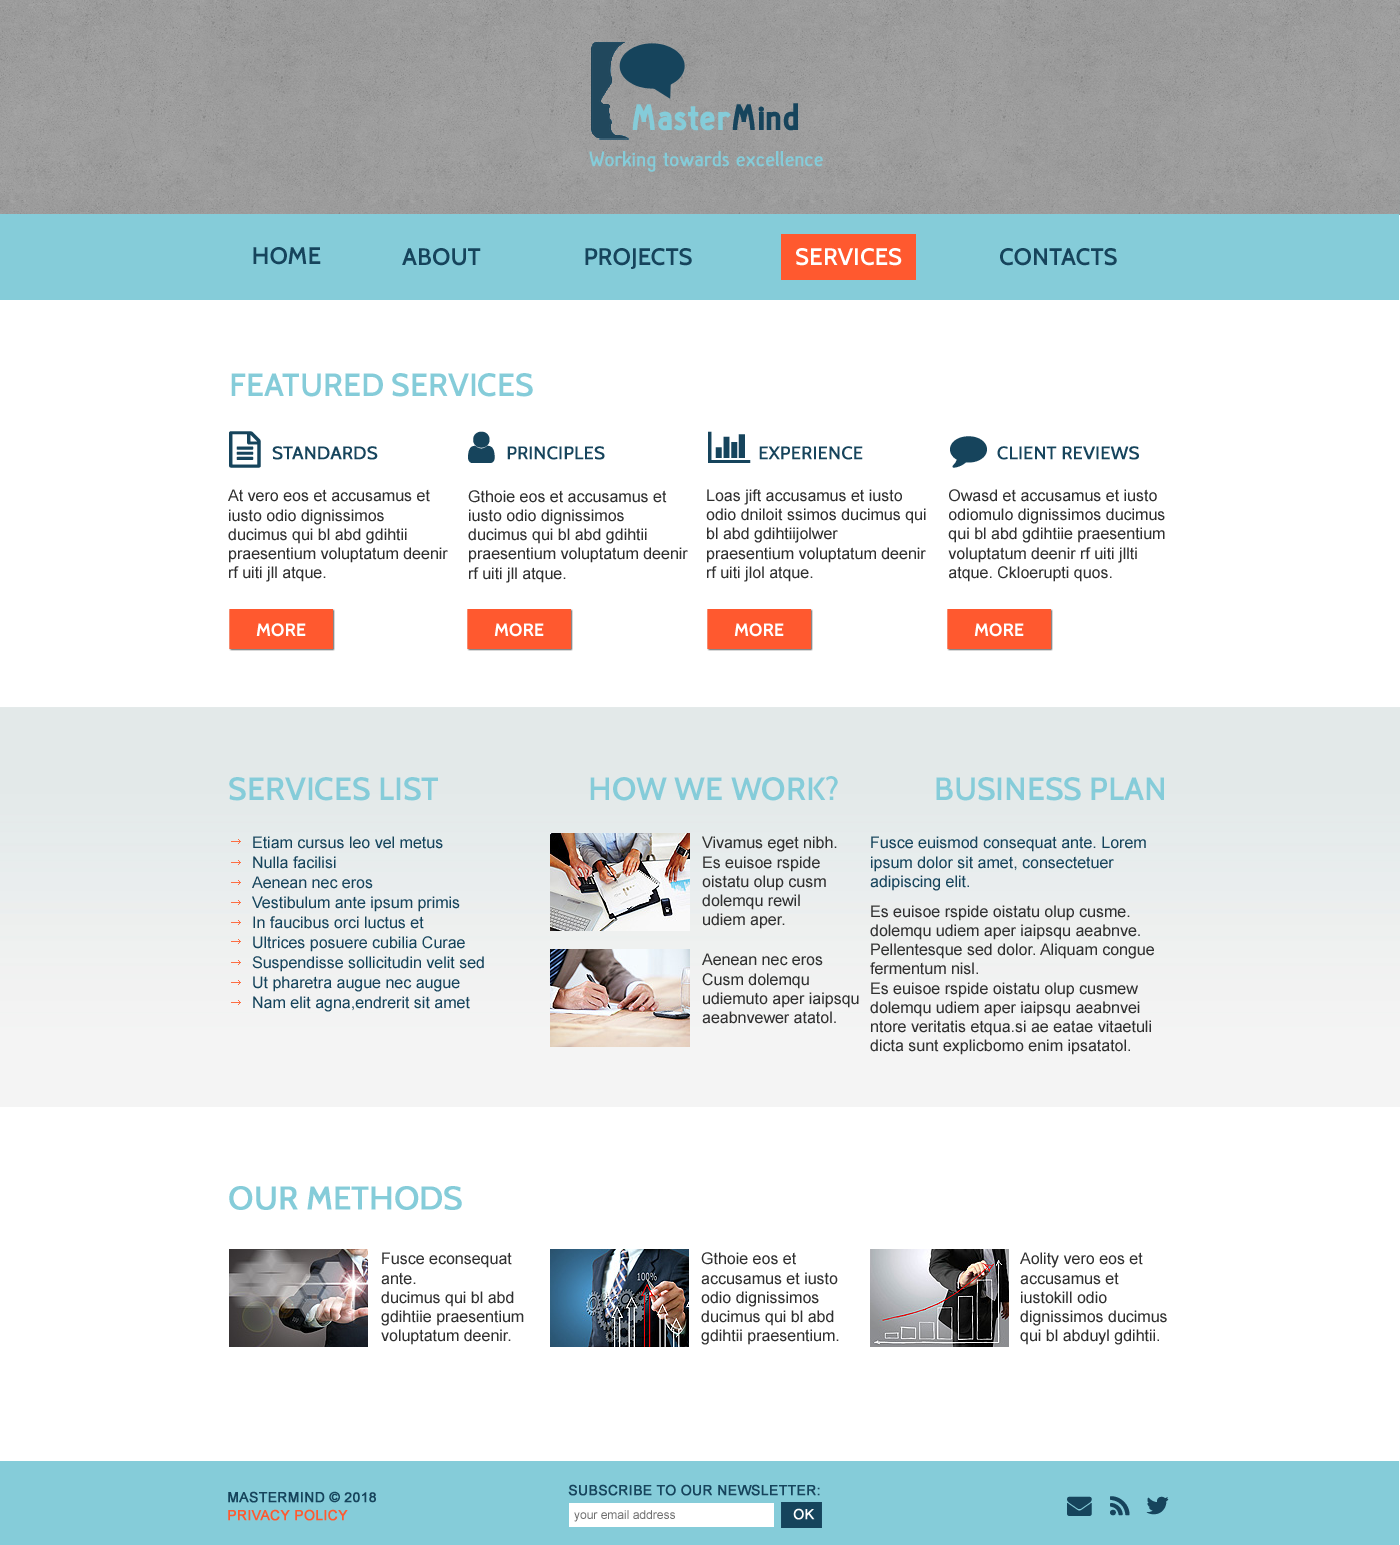 MasterMind
Working towards excellence
HOME
ABOUT
PROJECTS
SERVICES
CONTACTS
FEATURED SERVICES
STANDARDS
At vero eos et accusamus et
iusto odio dignissimos
ducimus qui bl abd gdihtii
praesentium voluptatum deenir
rf uiti jll atque.
MORE
PRINCIPLES
Gthoie eos et accusamus et
iusto odio dignissimos
ducimus qui bl abd gdihtii
praesentium voluptatum deenir
rf uiti jll atque.
MORE
EXPERIENCE
Loas jift accusamus et iusto
odio dniloit ssimos ducimus qui
bl abd gdihtiijolwer
praesentium voluptatum deenir
rf uiti jlol atque.
MORE
CLIENT REVIEWS
Owasd et accusamus et iusto
odiomulo dignissimos ducimus
qui bl abd gdihtiie praesentium
voluptatum deenir rf uiti jllti
atque. Ckloerupti quos.
MORE
SERVICES LIST
→ Etiam cursus leo vel metus
→ Nulla facilisi
→ Aenean nec eros
→ Vestibulum ante ipsum primis
→ In faucibus orci luctus et
→ Ultrices posuere cubilia Curae
→ Suspendisse sollicitudin velit sed
→ Ut pharetra augue nec augue
→ Nam elit agna,endrerit sit amet
HOW WE WORK?
Vivamus eget nibh.
Es euisoe rspide
oistatu olup cusm
dolemqu rewil
udiem aper.
Aenean nec eros
Cusm dolemqu
udiemuto aper iaipsqu
aeabnvewer atatol.
BUSINESS PLAN
Fusce euismod consequat ante. Lorem
ipsum dolor sit amet, consectetuer
adipiscing elit.
Es euisoe rspide oistatu olup cusme.
dolemqu udiem aper iaipsqu aeabnve.
Pellentesque sed dolor. Aliquam congue
fermentum nisl.
Es euisoe rspide oistatu olup cusmew
dolemqu udiem aper iaipsqu aeabnvei
ntore veritatis etqua.si ae eatae vitaetuli
dicta sunt explicbomo enim ipsatatol.
OUR METHODS
Fusce econsequat
ante.
ducimus qui bl abd
gdihtiie praesentium
voluptatum deenir.
100%
Gthoie eos et
accusamus et iusto
odio dignissimos
ducimus qui bl abd
gdihtii praesentium.
Aolity vero eos et
accusamus et
iustokill odio
dignissimos ducimus
qui bl abduyl gdihtii.
MASTERMIND © 2018
PRIVACY POLICY
SUBSCRIBE TO OUR NEWSLETTER:
your email address
OK